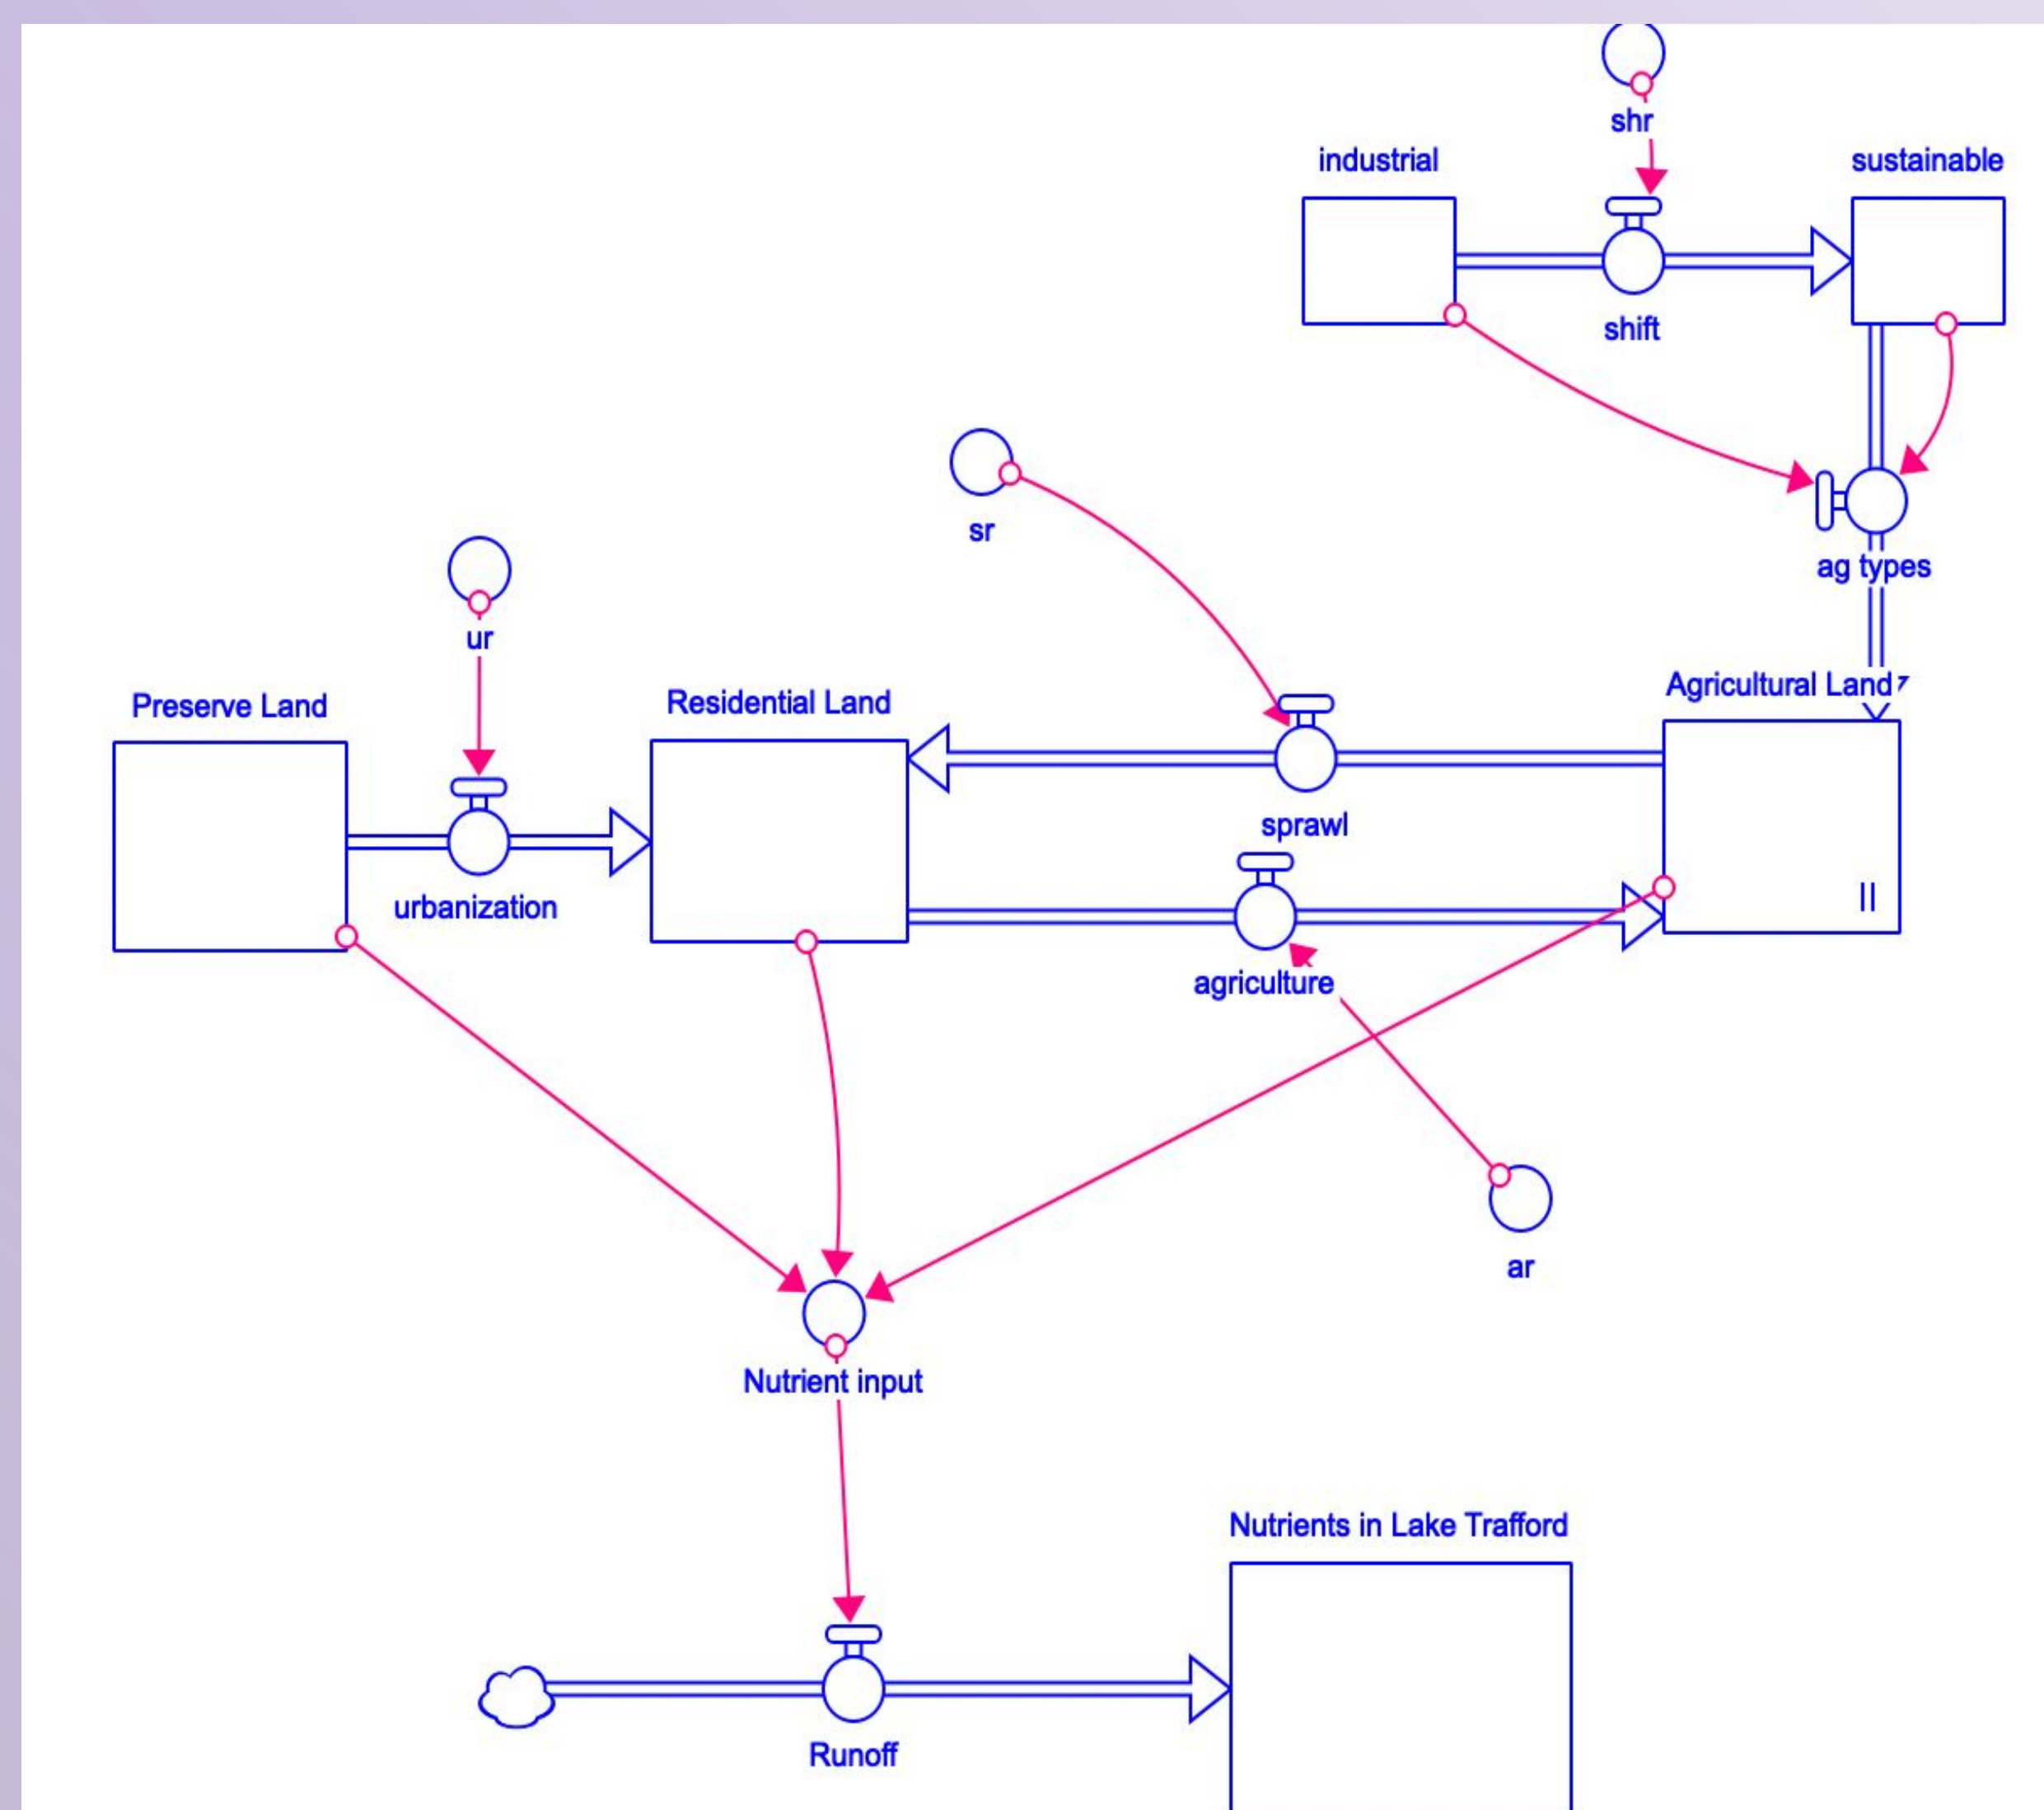 shr
industrial
sustainable
shift
sr
ag types
ur
Preserve Land
Residential Land
Agricultural Land
sprawl
urbanization
agriculture
ar
Nutrient input
Nutrients in Lake Trafford
Runoff